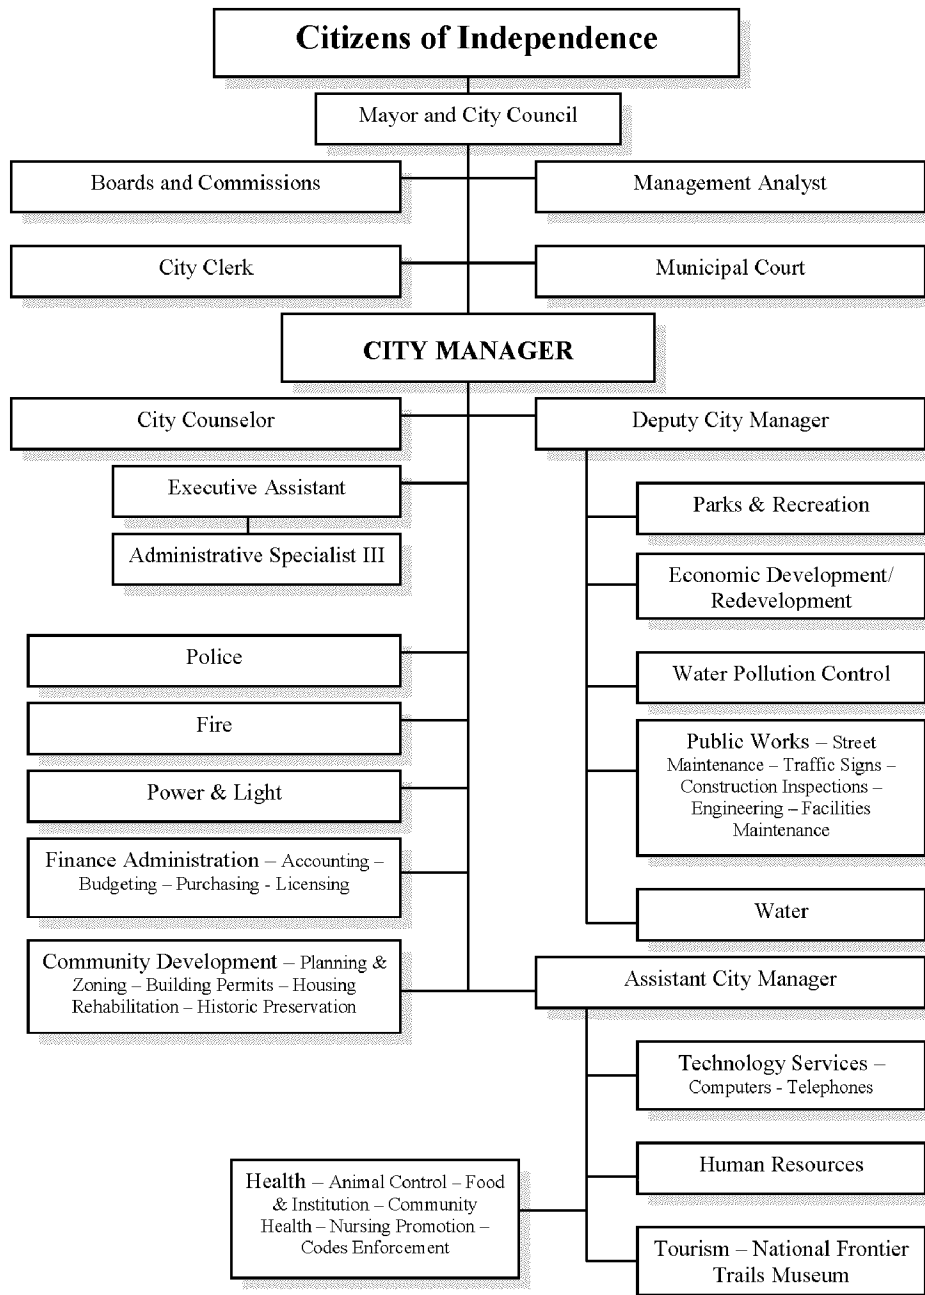 Citizens of Independence
Mayor and City Council
Boards and Commissions
Management Analyst
City Clerk
Municipal Court
CITY MANAGER
City Counselor
Deputy City Manager
Executive Assistant
Administrative Specialist III
Parks & Recreation
Economic Development/
Redevelopment
Police
Water Pollution Control
Fire
Public Works – Street
Maintenance – Traffic Signs –
Construction Inspections –
Engineering – Facilities
Maintenance
Power & Light
Finance Administration – Accounting –
Budgeting – Purchasing - Licensing
Water
Community Development – Planning &
Zoning – Building Permits – Housing
Rehabilitation – Historic Preservation
Assistant City Manager
Technology Services –
Computers - Telephones
Human Resources
Health – Animal Control – Food
& Institution – Community
Health – Nursing Promotion –
Codes Enforcement
Tourism – National Frontier
Trails Museum